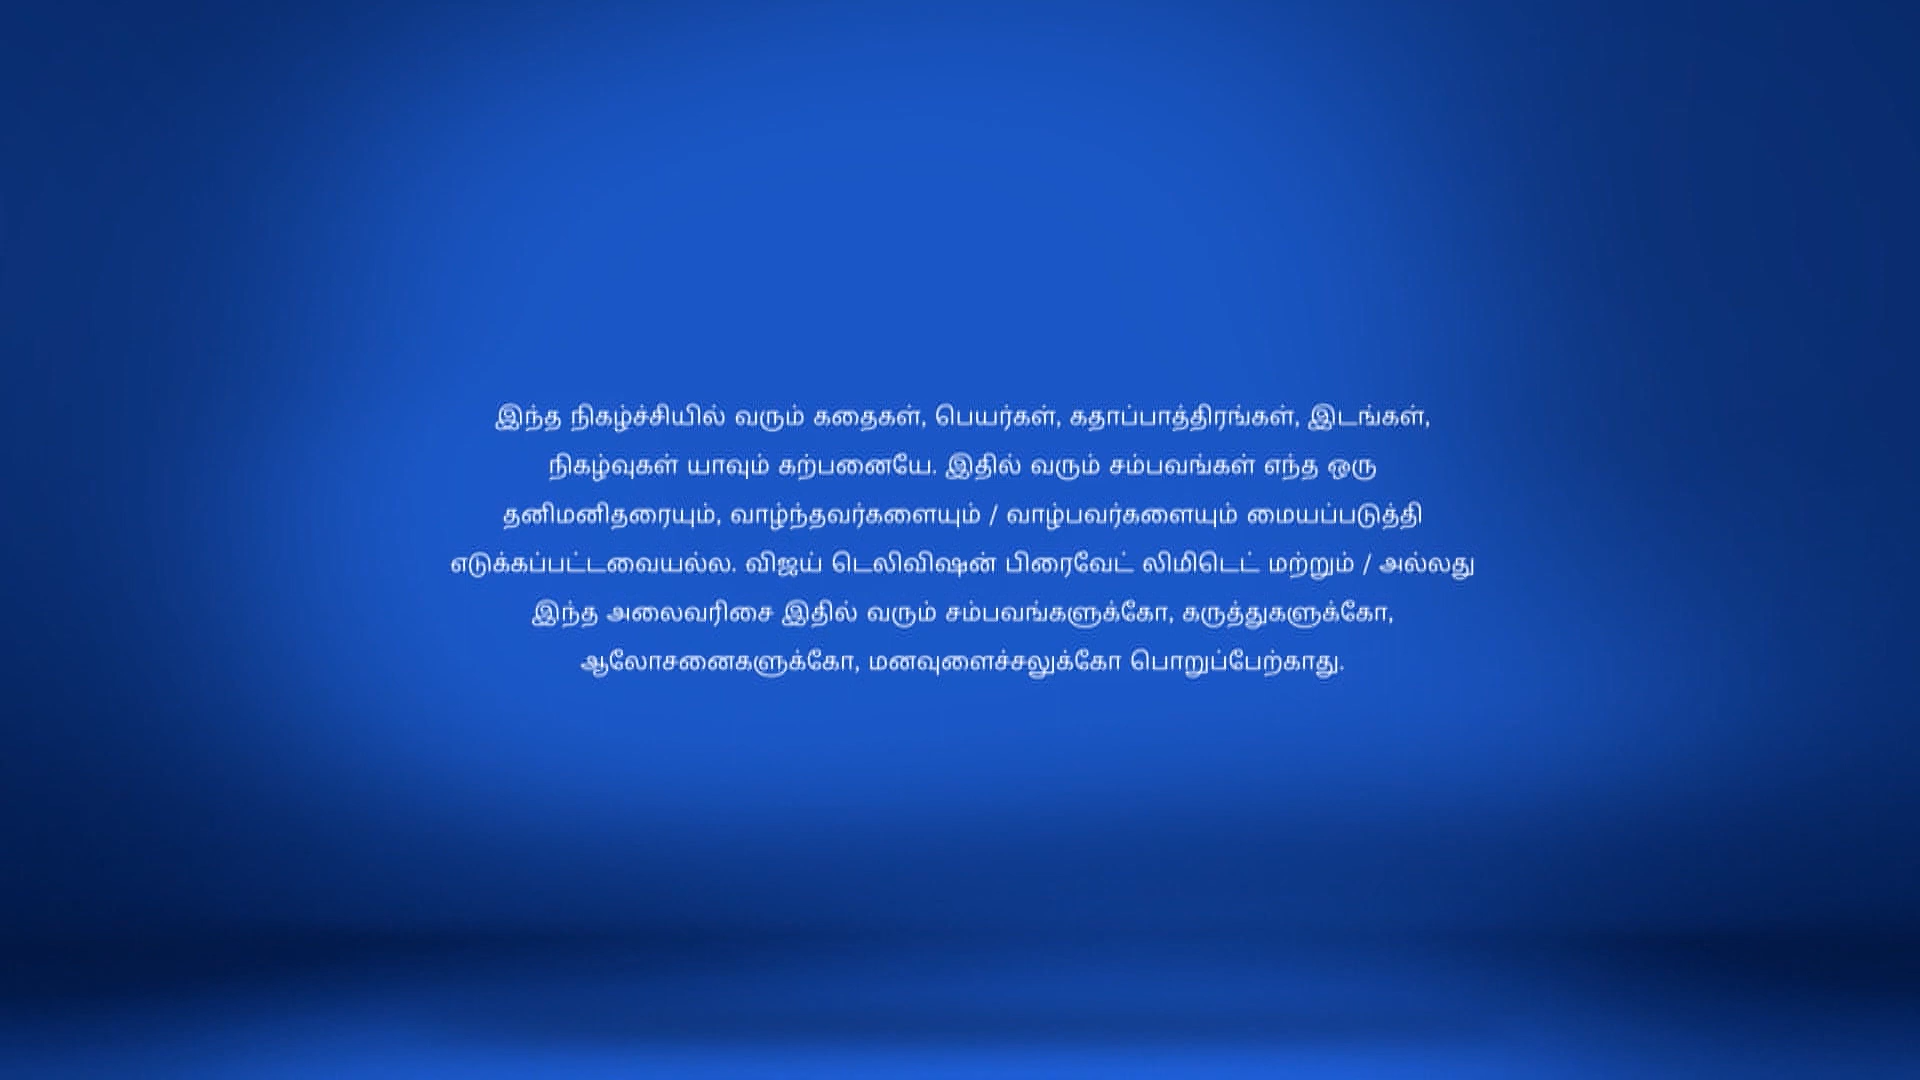 இந்த நிகழ்ச்சியில் வரும் கதைகள், பெயர்கள், கதாப்பாத்திரங்கள், இடங்கள்,
நிகழ்வுகள் யாவும் கற்பனையே. இதில் வரும் சம்பவங்கள் எந்த ஒரு
தனிமனிதரையும், வாழ்ந்தவர்களையும் / வாழ்பவர்களையும் மையப்படுத்தி
எடுக்கப்பட்டவையல்ல. விஜய் டெலிவிஷன் பிரைவேட் லிமிடெட் மற்றும் / அல்லது
இந்த அலைவரிசை இதில் வரும் சம்பவங்களுக்கோ, கருத்துகளுக்கோ,
ஆலோசனைகளுக்கோ, மனவுளைச்சலுக்கோ பொறுப்பேற்காது.